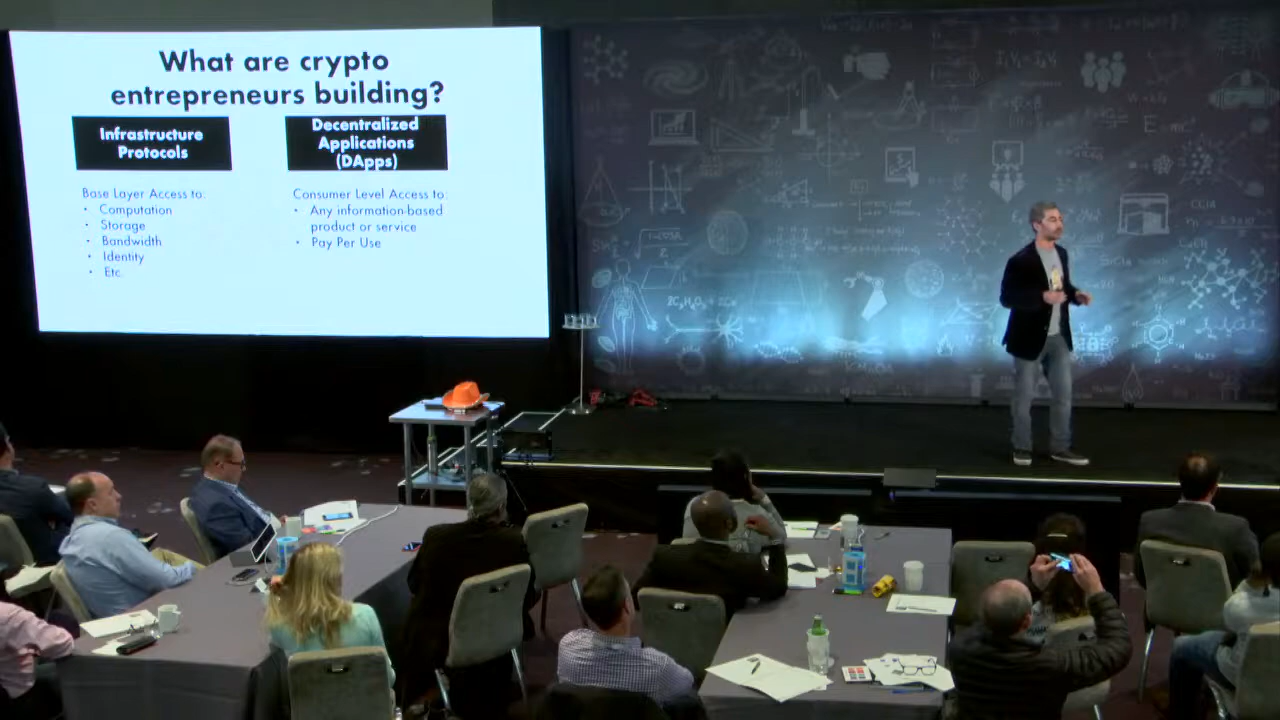 What are crypto
entrepreneurs building?
Infrastructure
Protocols
Decentralized
Applications
(DApps)
Base Layer Access to:
• Computation
• Storage
• Bandwidth
• Identity
• Etc.
Consumer Level Access to:
• Any information-based
product or service
• Pay Per Use